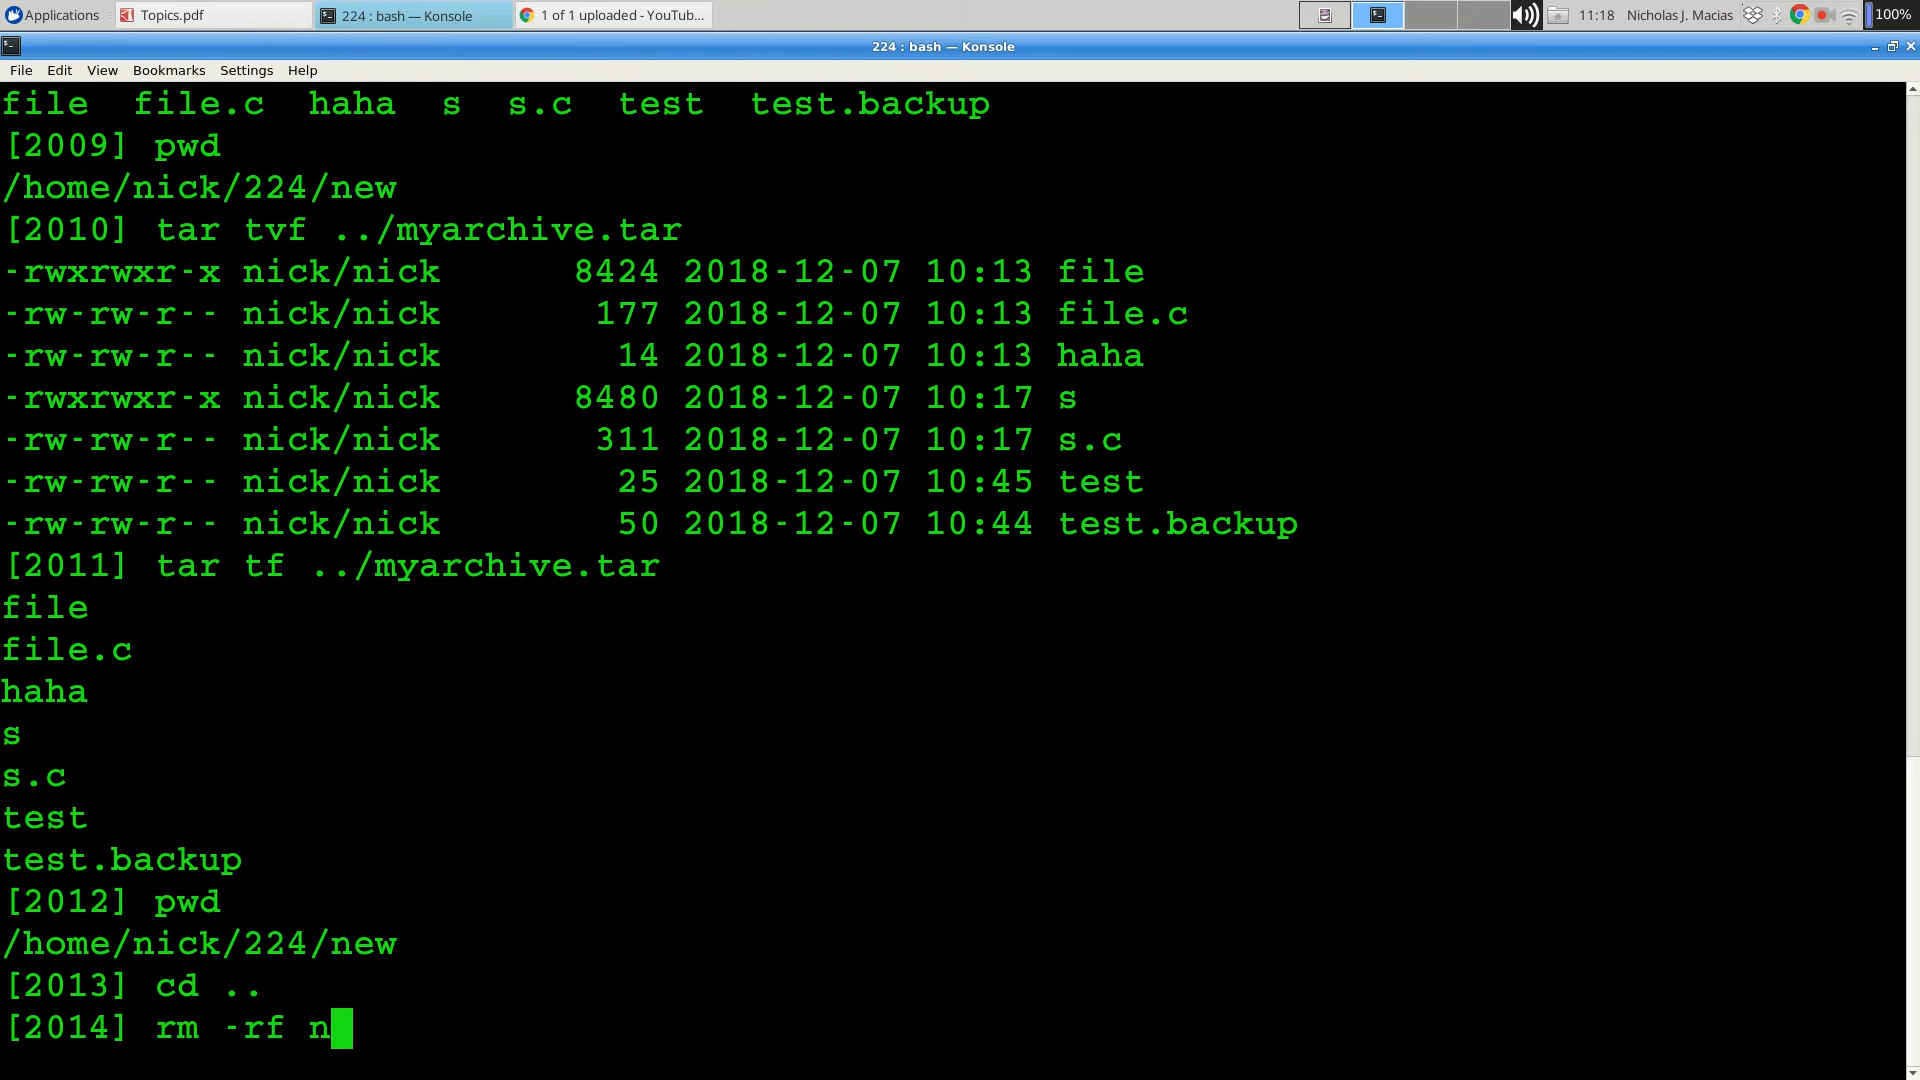 Applications Topics.pdf 224 : bash — Konsole 1 of 1 uploaded - YouTub... 11:18 Nicholas J. Macias 100%
224 : bash — Konsole
File Edit View Bookmarks Settings Help
file file.c haha s s.c test test.backup
[2009] pwd
/home/nick/224/new
[2010] tar tvf ../myarchive.tar
-rwxrwxr-x nick/nick 8424 2018-12-07 10:13 file
-rw-rw-r-- nick/nick 177 2018-12-07 10:13 file.c
-rw-rw-r-- nick/nick 14 2018-12-07 10:13 haha
-rwxrwxr-x nick/nick 8480 2018-12-07 10:17 s
-rw-rw-r-- nick/nick 311 2018-12-07 10:17 s.c
-rw-rw-r-- nick/nick 25 2018-12-07 10:45 test
-rw-rw-r-- nick/nick 50 2018-12-07 10:44 test.backup
[2011] tar tf ../myarchive.tar
file
file.c
haha
s
s.c
test
test.backup
[2012] pwd
/home/nick/224/new
[2013] cd ..
[2014] rm -rf n